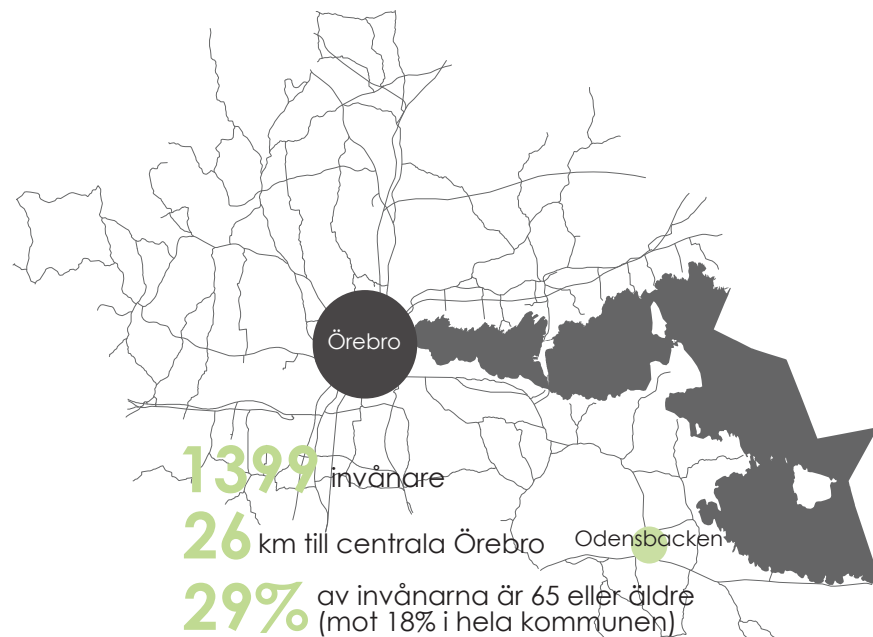 Örebro
1399 invånare
26 km till centrala Örebro
Odensbacken
29% av invånarna är 65 eller äldre
(mot 18% i hela kommunen)